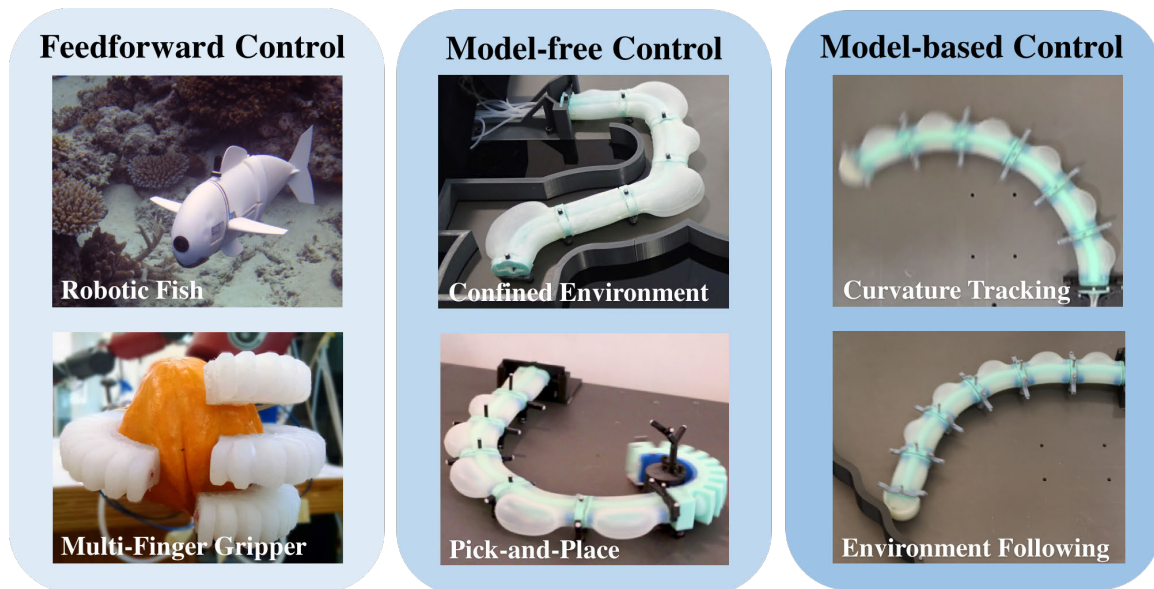 Feedforward Control
Robotic Fish
Multi-Finger Gripper
Model-free Control
Confined Environment
Pick-and-Place
Model-based Control
Curvature Tracking
Environment Following